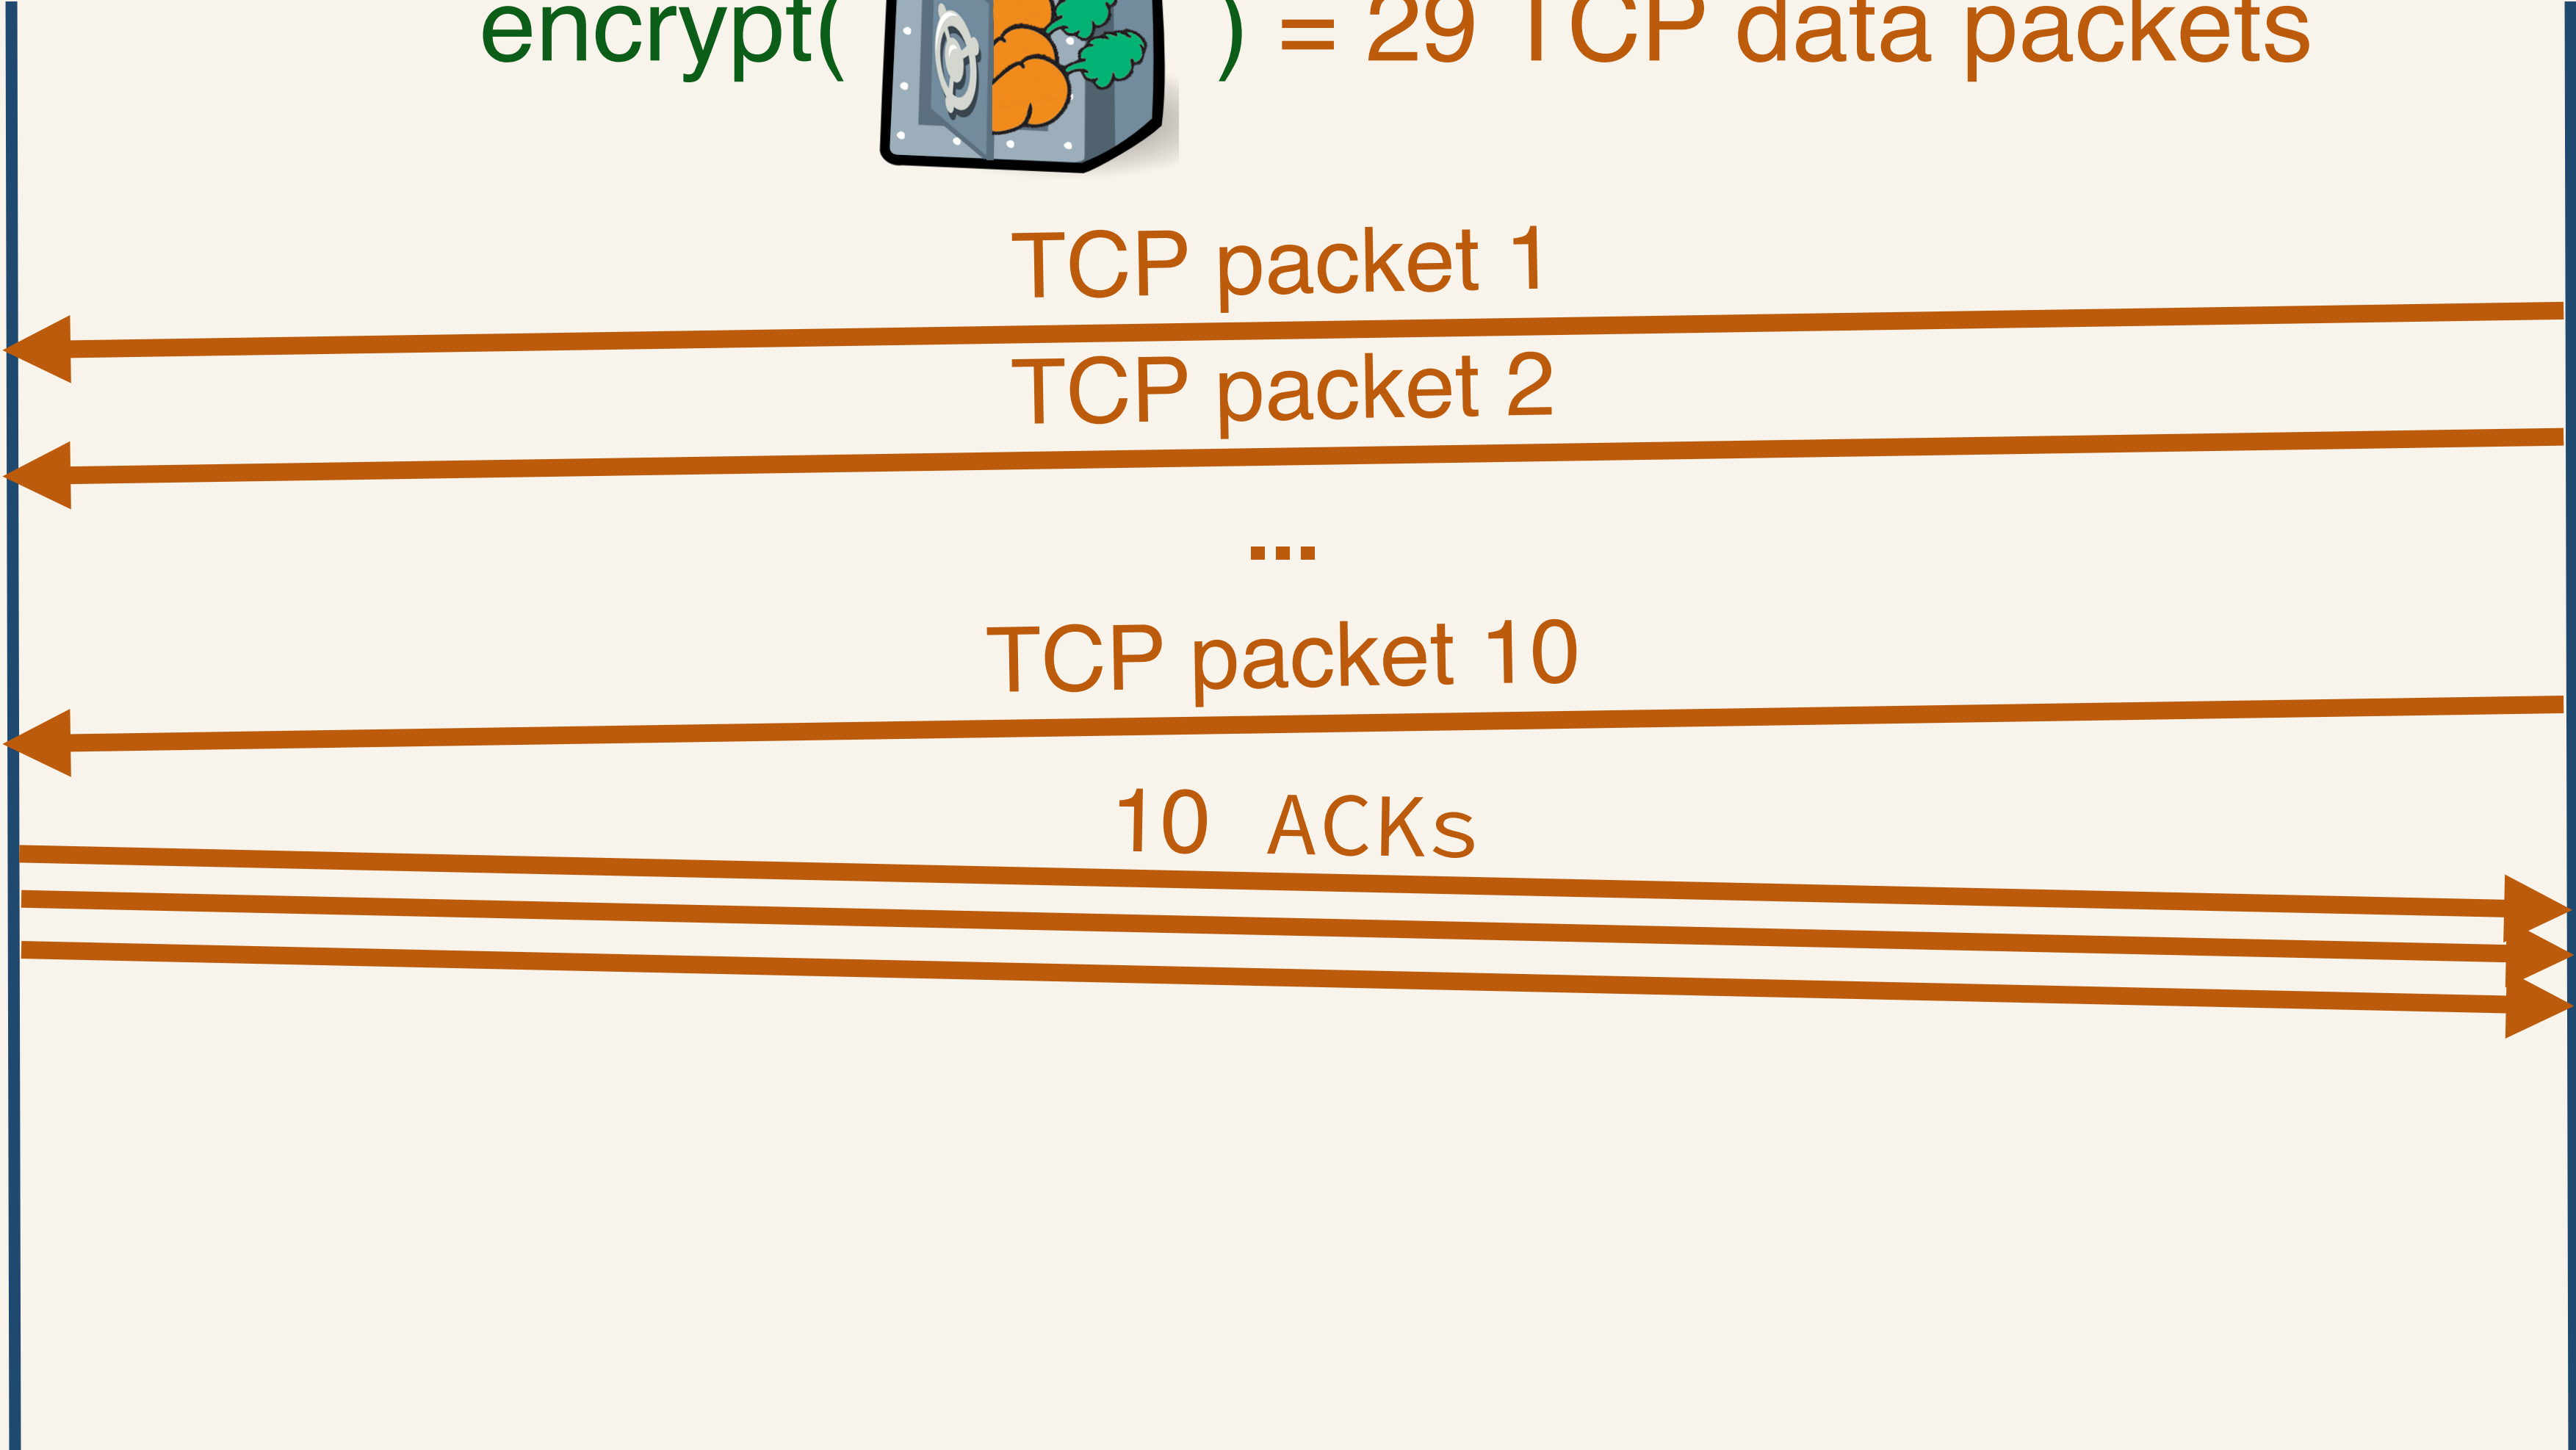 encrypt( ) = 29 TCP data packets
TCP packet 1
TCP packet 2
...
TCP packet 10
10 ACKs